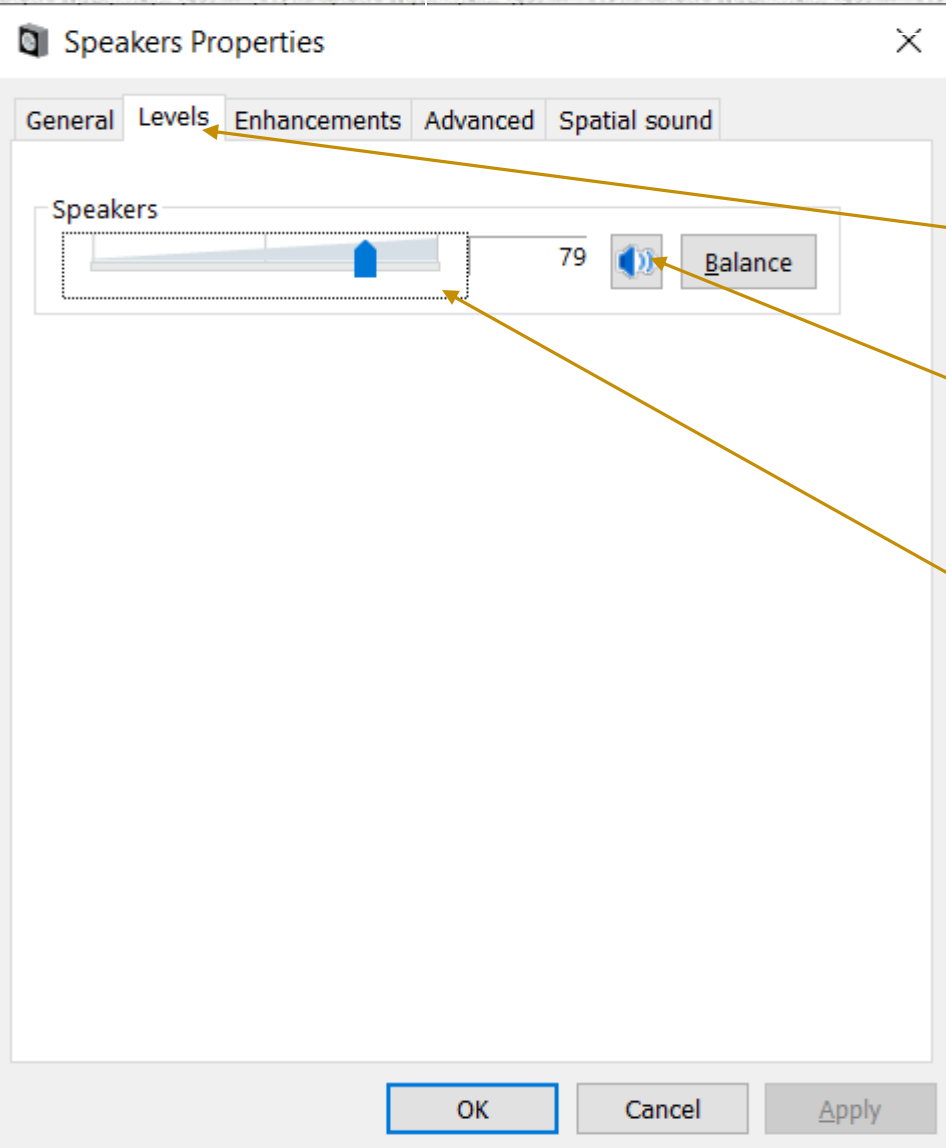 Speakers Properties
General Levels Enhancements Advanced Spatial sound
Speakers
79 Balance
OK Cancel Apply